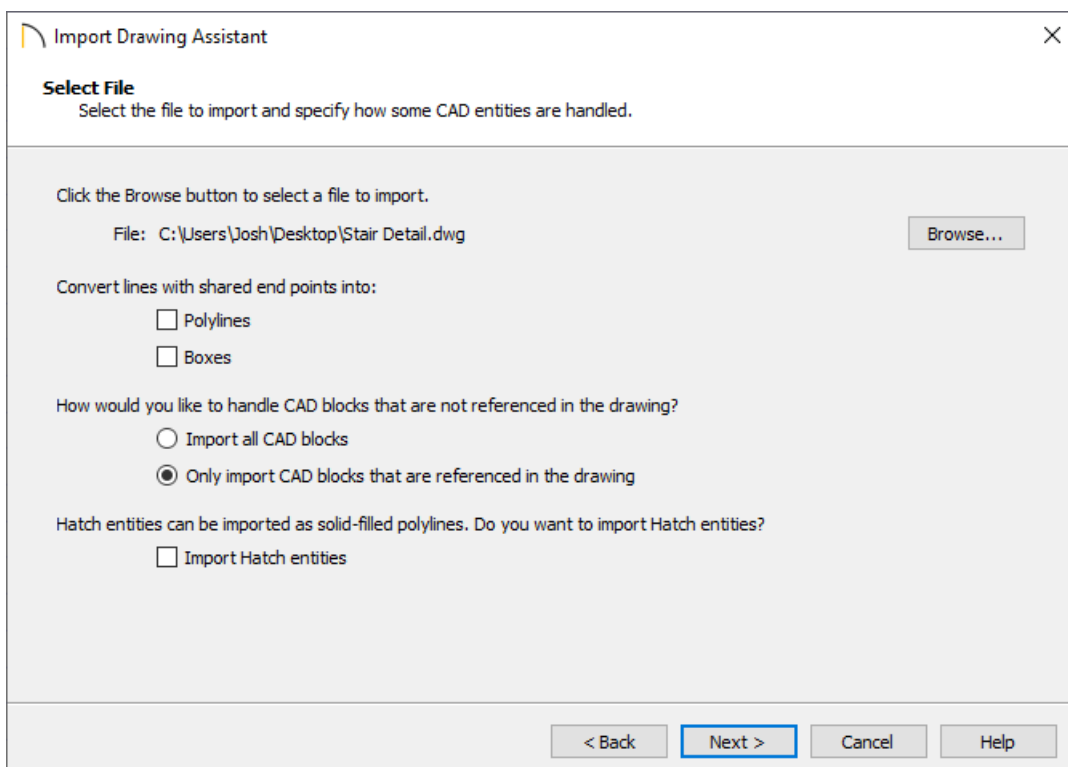 Import Drawing Assistant
Select File
Select the file to import and specify how some CAD entities are handled.
Click the Browse button to select a file to import.
File: C:\Users\Josh\Desktop\Stair Detail.dwg
Browse...
Convert lines with shared end points into:
Polylines
Boxes
How would you like to handle CAD blocks that are not referenced in the drawing?
Import all CAD blocks
Only import CAD blocks that are referenced in the drawing
Hatch entities can be imported as solid-filled polylines. Do you want to import Hatch entities?
Import Hatch entities
< Back Next > Cancel Help